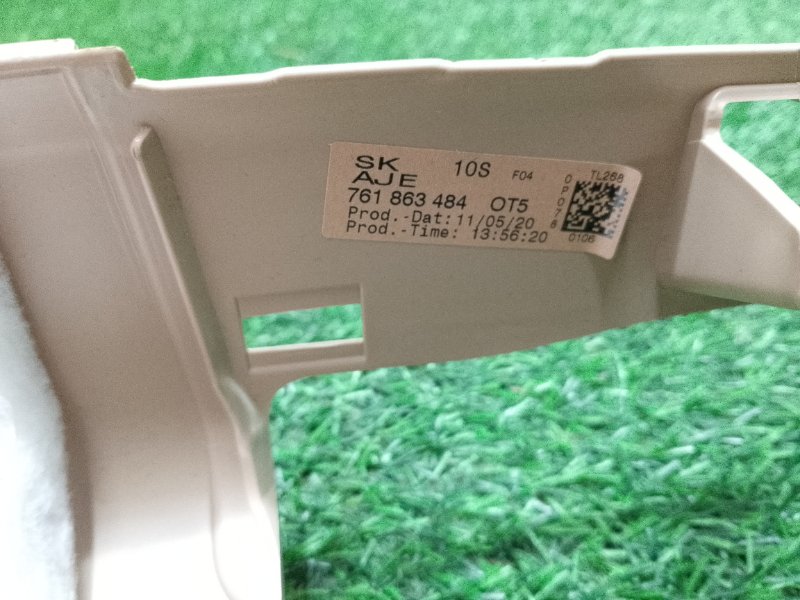 SK 10S F04
AJE
761 863 484 OT5
Prod.-Dat:11/05/20
Prod.-Time: 13:56:20
TL268
0P078
0106